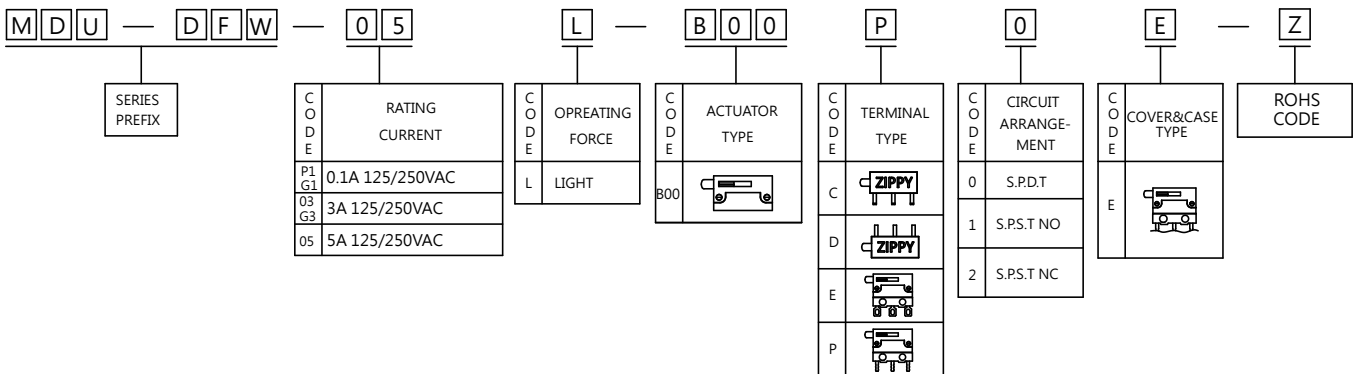 MDU — DFW — 05 L — B00 P 0 E — Z
SERIES
PREFIX
CODE
RATING
CURRENT
P1
G1
0.1A 125/250VAC
03
G3
3A 125/250VAC
05
5A 125/250VAC
CODE
OPREATING
FORCE
L
LIGHT
CODE
ACTUATOR
TYPE
B00
CODE
TERMINAL
TYPE
C
ZIPPY
D
ZIPPY
E
P
CODE
CIRCUIT
ARRANGE-
MENT
0
S.P.D.T
1
S.P.S.T NO
2
S.P.S.T NC
CODE
COVER&CASE
TYPE
E
ROHS
CODE